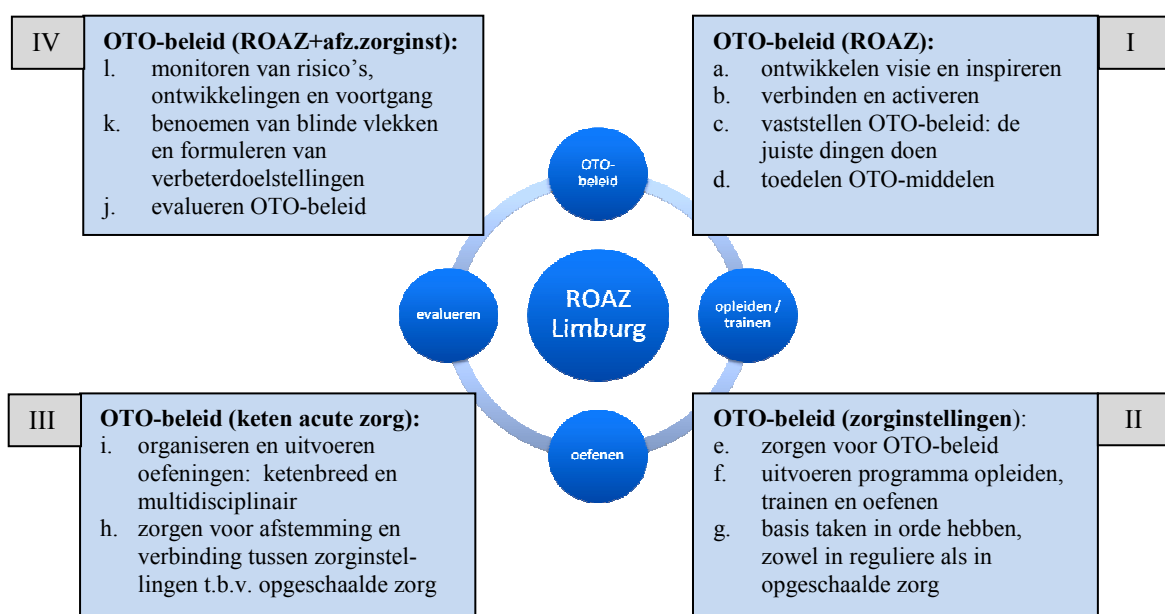 IV
OTO-beleid (ROAZ+afz.zorginst):
l. monitoren van risico’s,
ontwikkelingen en voortgang
k. benoemen van blinde vlekken
en formuleren van
verbeterdoelstellingen
j. evalueren OTO-beleid
I
OTO-beleid (ROAZ):
a. ontwikkelen visie en inspireren
b. verbinden en activeren
c. vaststellen OTO-beleid: de
juiste dingen doen
d. toedelen OTO-middelen
OTO-
beleid
evalueren
ROAZ
Limburg
opleiden /
trainen
oefenen
III
OTO-beleid (keten acute zorg):
i. organiseren en uitvoeren
oefeningen: ketenbreed en
multidisciplinair
h. zorgen voor afstemming en
verbinding tussen zorginstel-
lingen t.b.v. opgeschaalde zorg
II
OTO-beleid (zorginstellingen):
e. zorgen voor OTO-beleid
f. uitvoeren programma opleiden,
trainen en oefenen
g. basis taken in orde hebben,
zowel in reguliere als in
opgeschaalde zorg